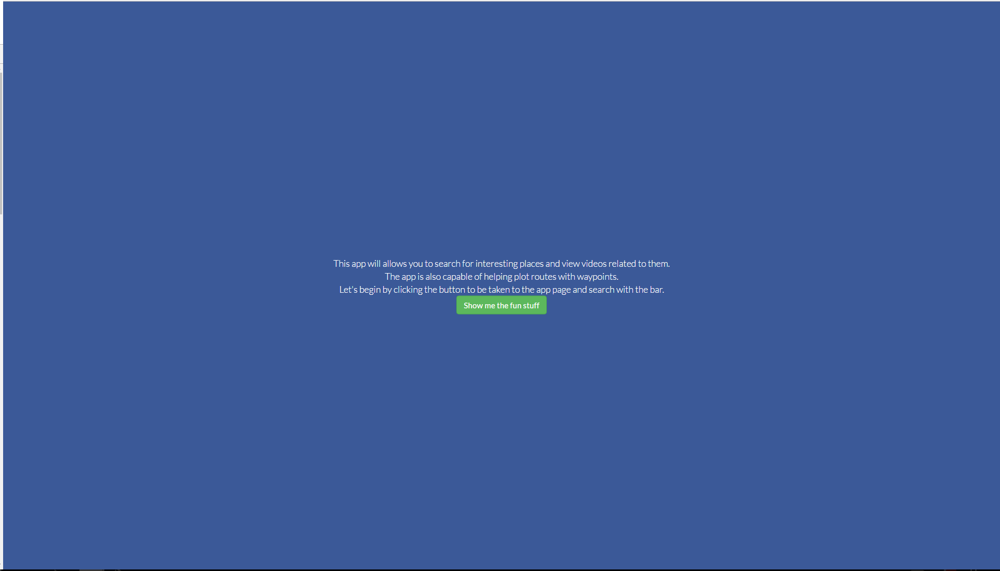 This app will allows you to search for interesting places and view videos related to them.
The app is also capable of helping plot routes with waypoints.
Let's begin by clicking the button to be taken to the app page and search with the bar.
Show me the fun stuff